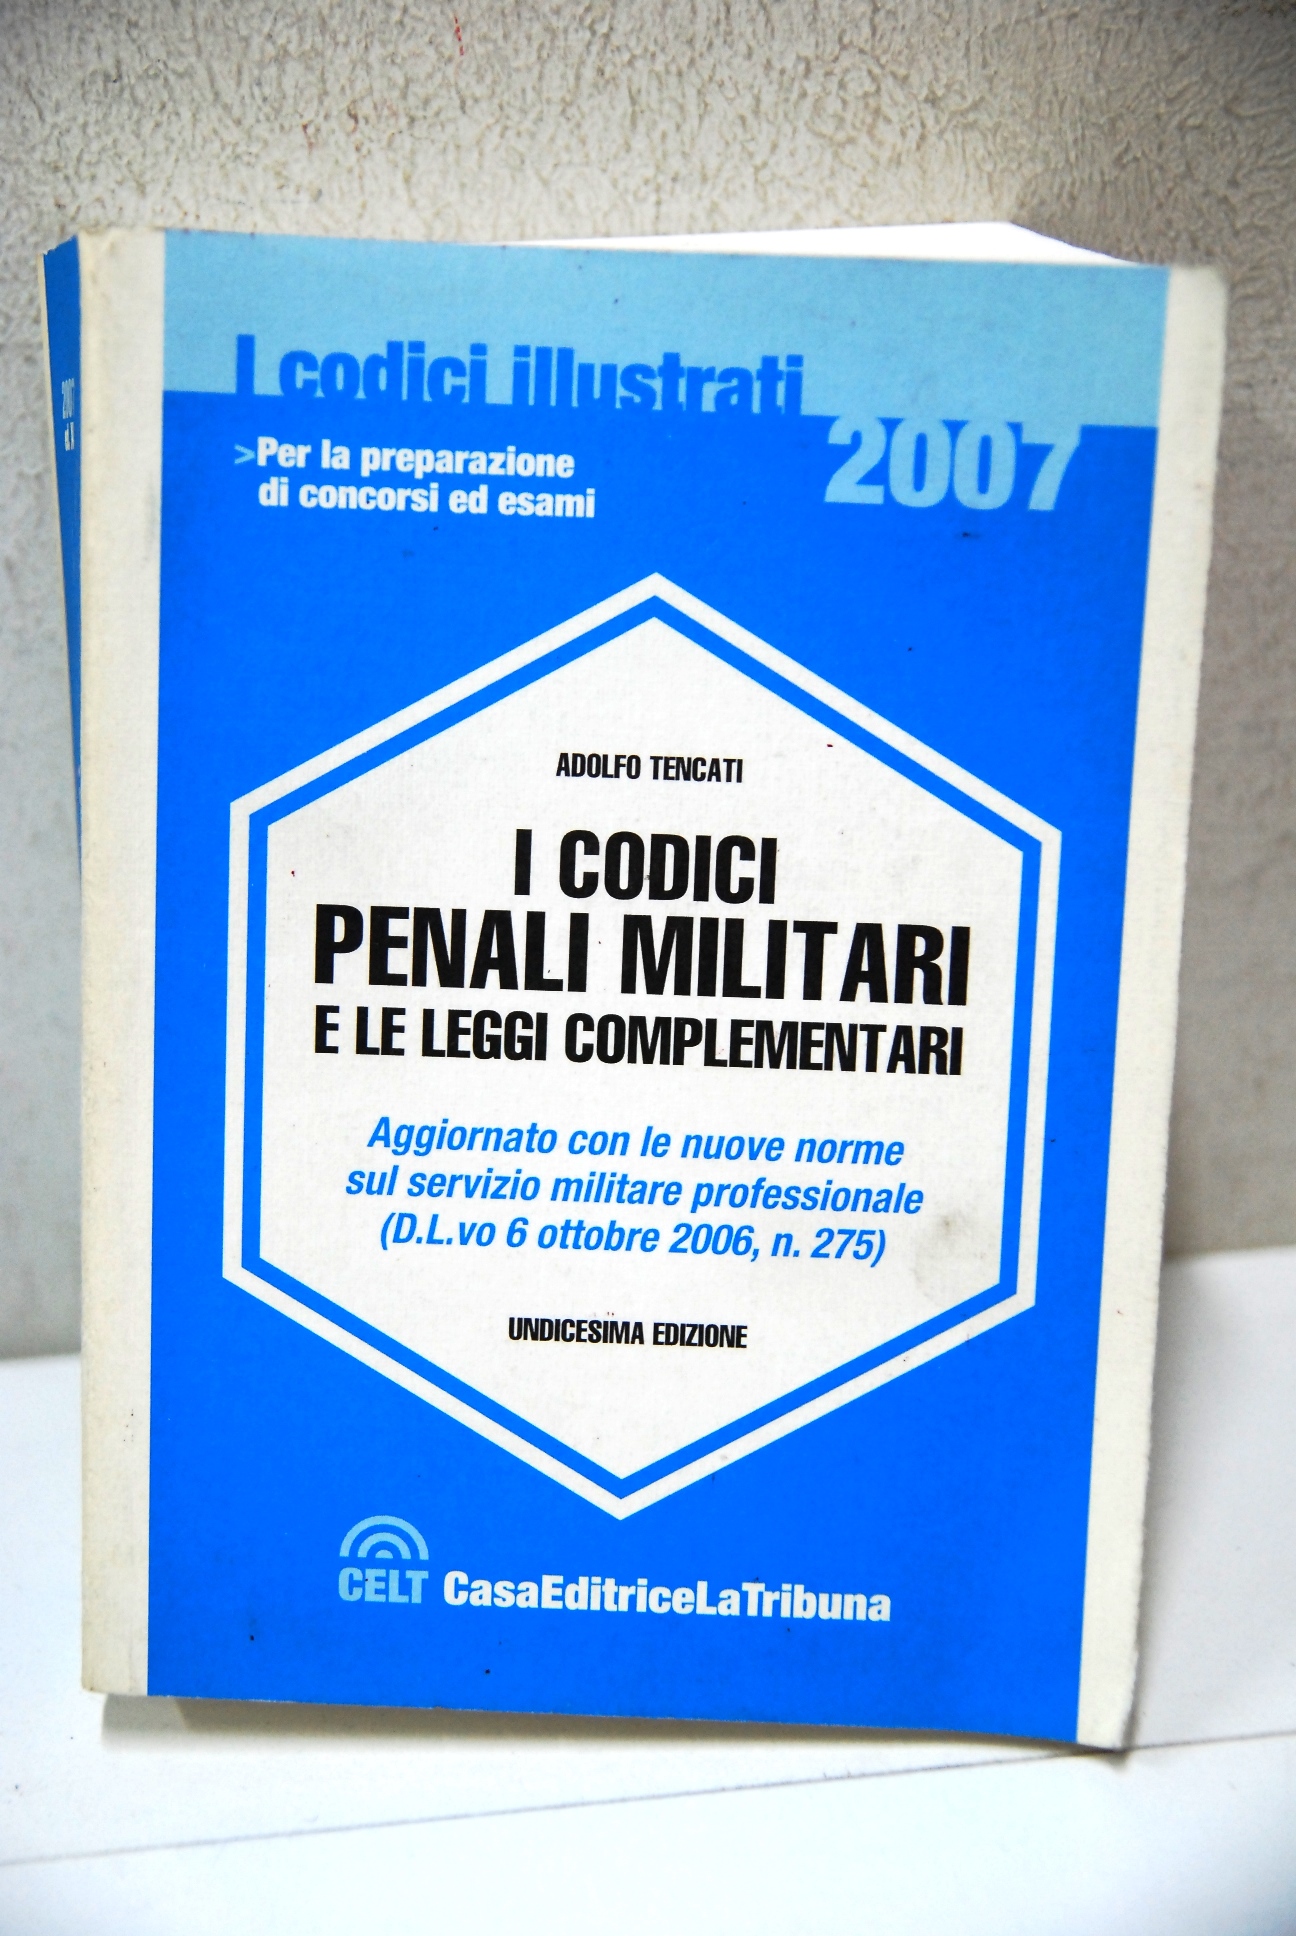 I codici illustrati
2007
>Per la preparazione
di concorsi ed esami
ADOLFO TENCATI
I CODICI
PENALI MILITARI
E LE LEGGI COMPLEMENTARI
Aggiornato con le nuove norme
sul servizio militare professionale
(D.L.vo 6 ottobre 2006, n. 275)
UNDICESIMA EDIZIONE
CELT CasaEditriceLaTribuna
2007